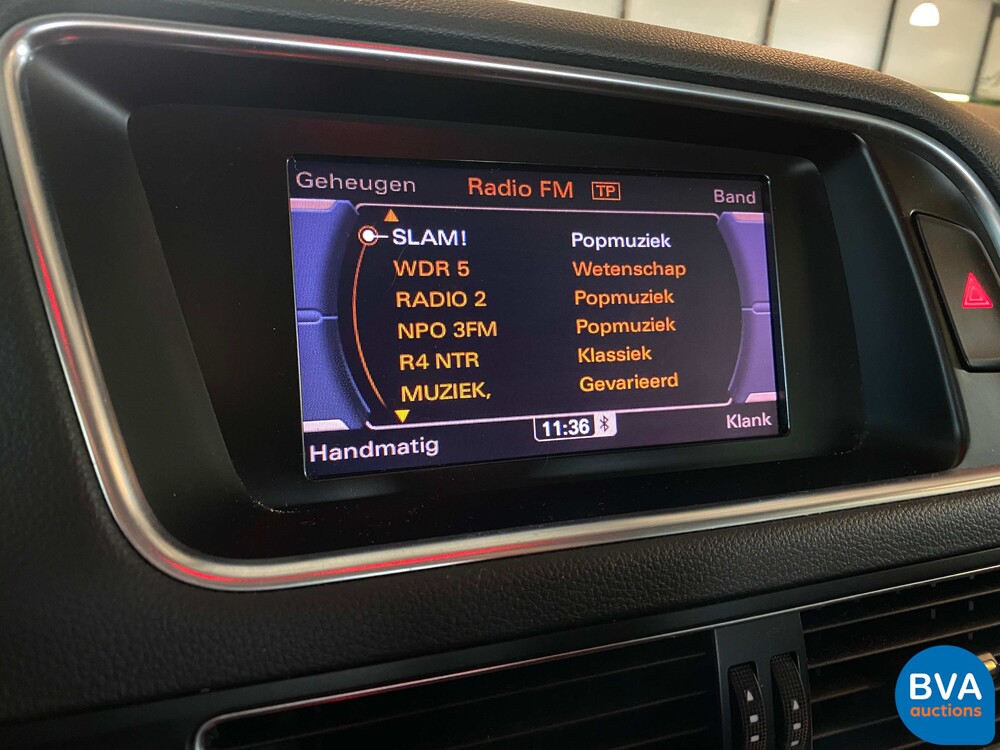 Geheugen Radio FM TP Band
SLAM! Popmuziek
WDR 5 Wetenschap
RADIO 2 Popmuziek
NPO 3FM Popmuziek
R4 NTR Klassiek
MUZIEK, Gevarieerd
Handmatig 11:36 Klank
BVA
auctions